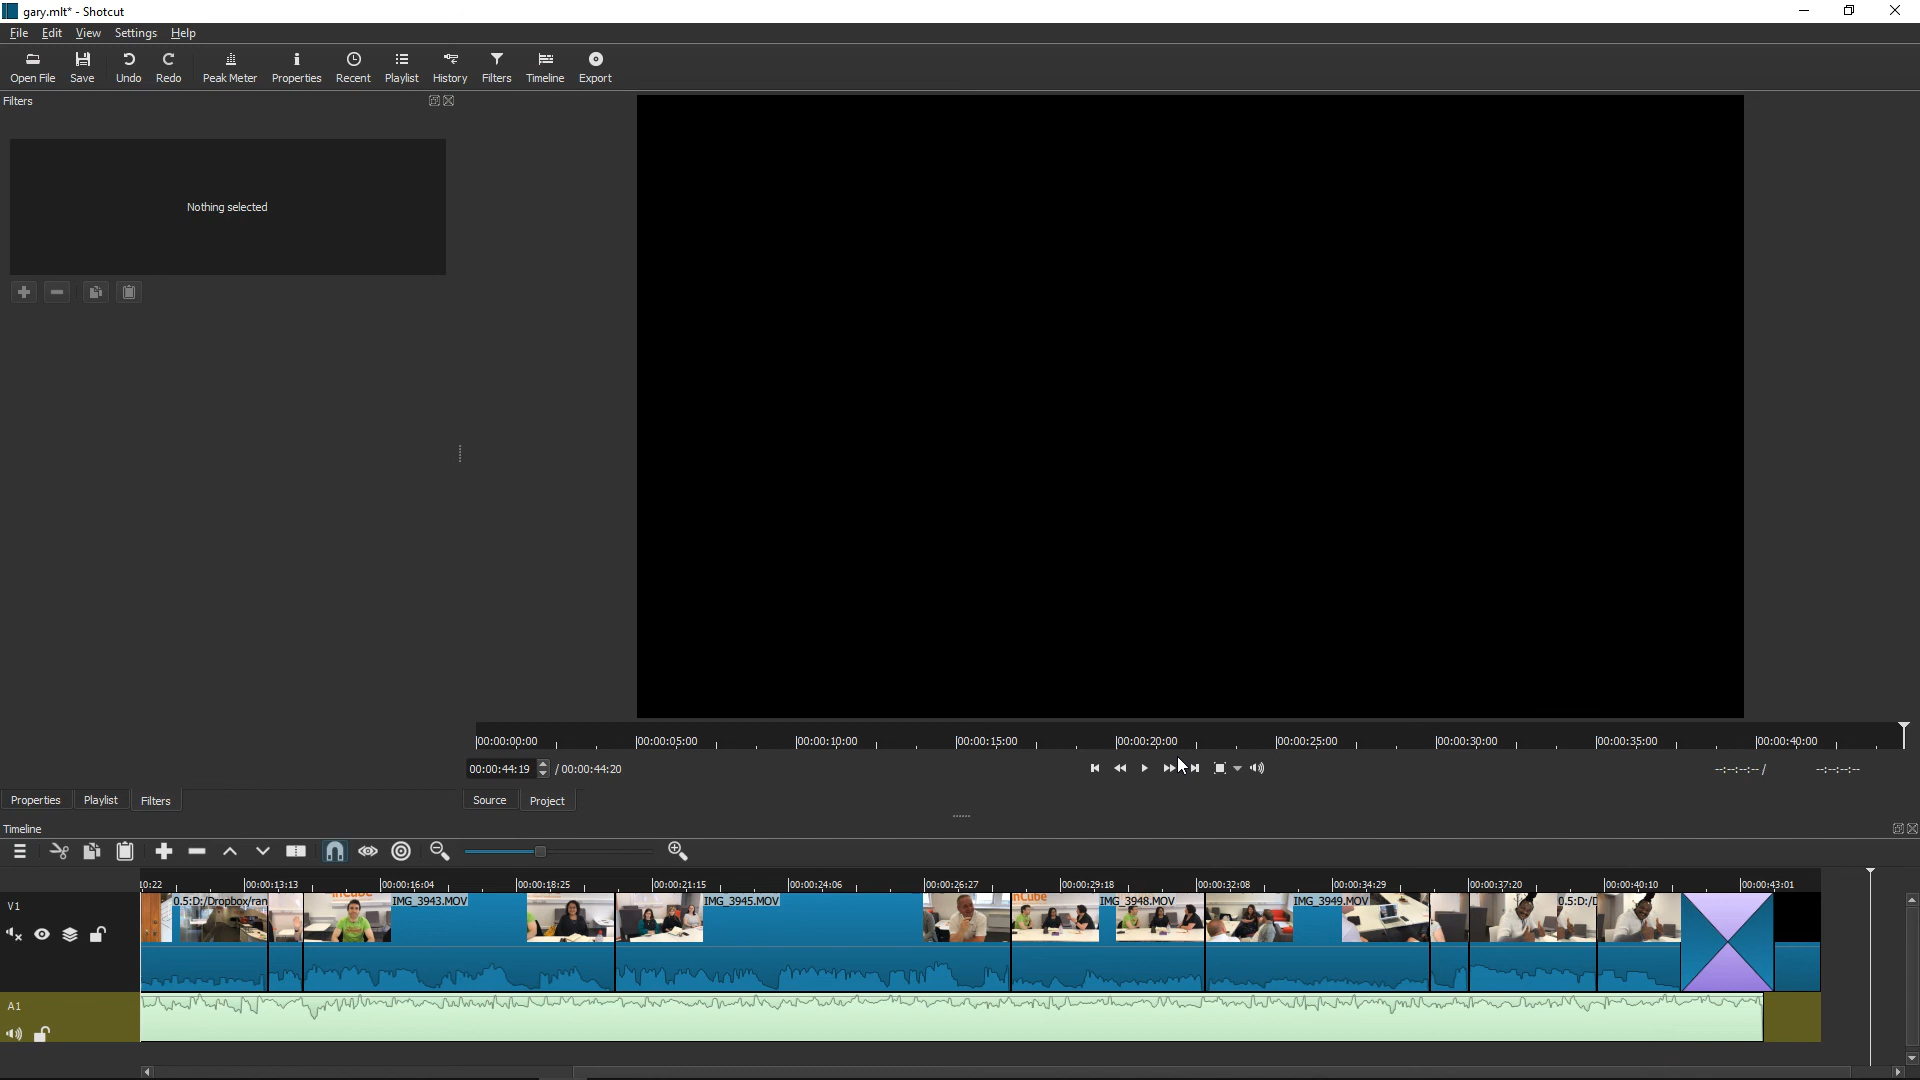 gary.mlt* - Shotcut
File Edit View Settings Help
Open File Save Undo Redo Peak Meter Properties Recent Playlist History Filters Timeline Export
Filters
Nothing selected
00:00:00:00 00:00:05:00 00:00:10:00 00:00:15:00 00:00:20:00 00:00:25:00 00:00:30:00 00:00:35:00 00:00:40:00
00:00:44:19 / 00:00:44:20 --:--:--:-- / --:--:--:--
Properties Playlist Filters Source Project
Timeline
10:22 00:00:13:13 00:00:16:04 00:00:18:25 00:00:21:15 00:00:24:06 00:00:26:27 00:00:29:18 00:00:32:08 00:00:34:29 00:00:37:20 00:00:40:10 00:00:43:01
V1 0.5:D:/Dropbox/ran IMG_3943.MOV IMG_3945.MOV IMG_3948.MOV IMG_3949.MOV 0.5:D:/D
A1